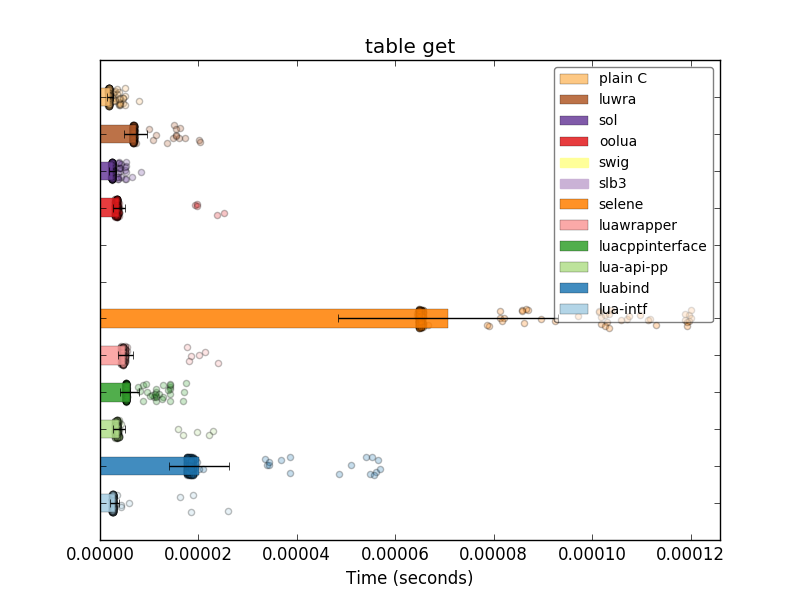 table get
plain C
luwra
sol
oolua
swig
slb3
selene
luawrapper
luacppinterface
lua-api-pp
luabind
lua-intf
0.00000 0.00002 0.00004 0.00006 0.00008 0.00010 0.00012
Time (seconds)